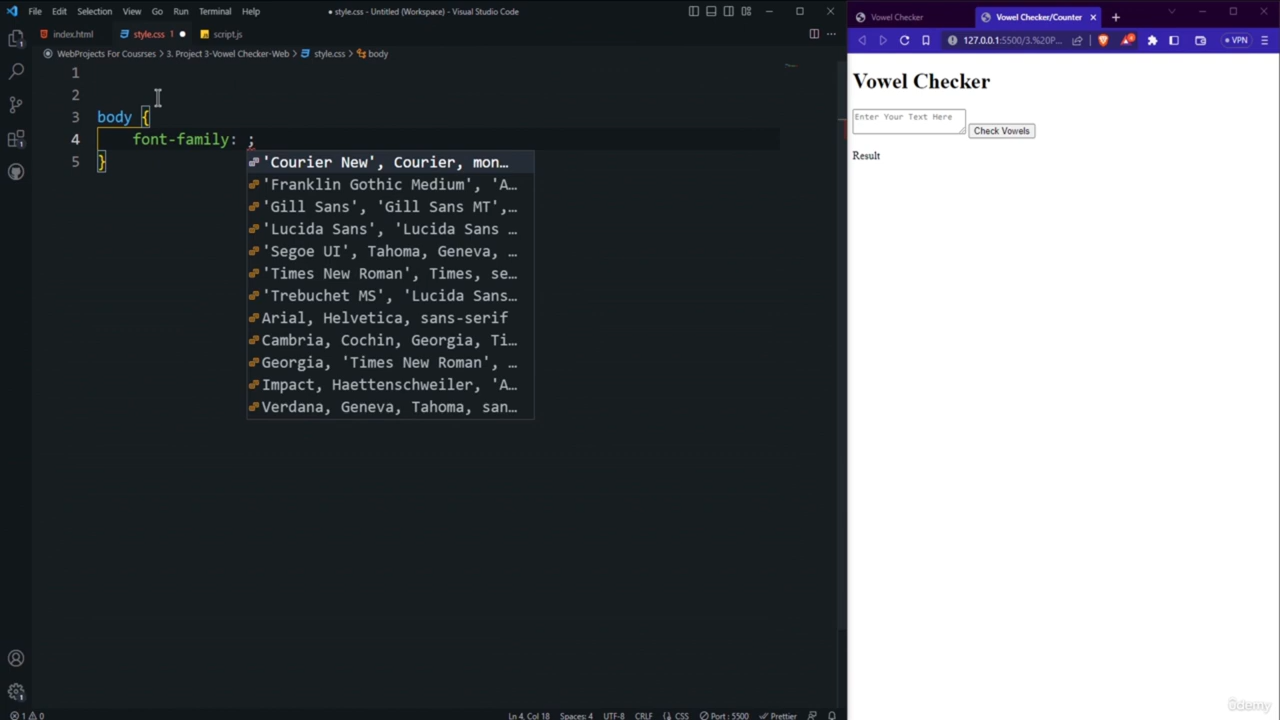 File Edit Selection View Go Run Terminal Help
● style.css - Untitled (Workspace) - Visual Studio Code
index.html
style.css 1 ●
script.js
WebProjects For Coursses > 3. Project 3-Vowel Checker-Web > style.css > body
1
2
3 body {
4 font-family: ;
5 }
'Courier New', Courier, mon…
'Franklin Gothic Medium', 'A…
'Gill Sans', 'Gill Sans MT',…
'Lucida Sans', 'Lucida Sans …
'Segoe UI', Tahoma, Geneva, …
'Times New Roman', Times, se…
'Trebuchet MS', 'Lucida Sans…
Arial, Helvetica, sans-serif
Cambria, Cochin, Georgia, Ti…
Georgia, 'Times New Roman', …
Impact, Haettenschweiler, 'A…
Verdana, Geneva, Tahoma, san…
1 0
Ln 4, Col 18 Spaces: 4 UTF-8 CRLF { } CSS Port : 5500 Prettier
Vowel Checker
Vowel Checker/Counter
127.0.0.1:5500/3.%20P...
VPN
Vowel Checker
Enter Your Text Here
Check Vowels
Result
ûdemy